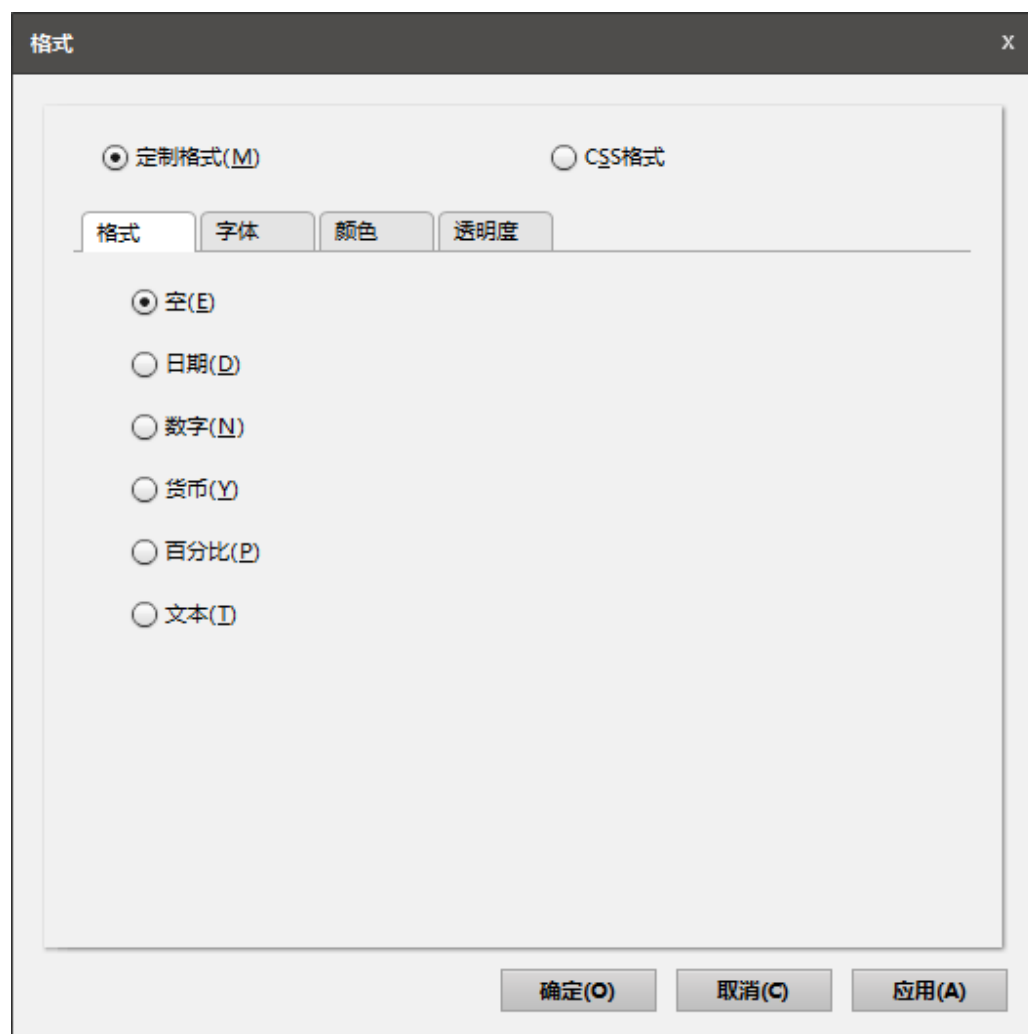 格式 x
定制格式(M) CSS格式
格式 字体 颜色 透明度
空(E)
日期(D)
数字(N)
货币(Y)
百分比(P)
文本(T)
确定(O) 取消(C) 应用(A)